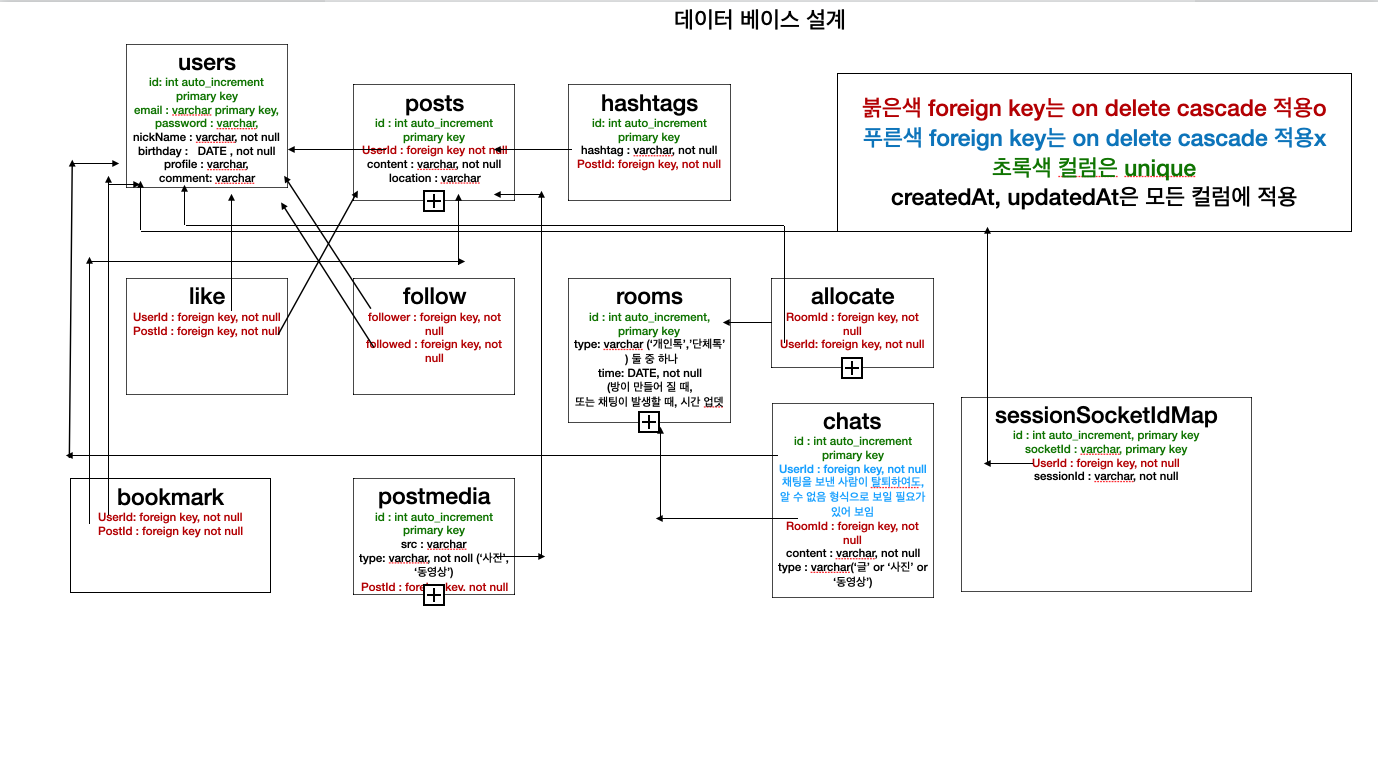 데이터 베이스 설계
users
id: int auto_increment
primary key
email : varchar primary key,
password : varchar,
nickName : varchar, not null
birthday : DATE , not null
profile : varchar,
comment: varchar
posts
id : int auto_increment
primary key
UserId : foreign key not null
content : varchar, not null
location : varchar
hashtags
id: int auto_increment
primary key
hashtag : varchar, not null
PostId: foreign key, not null
붉은색 foreign key는 on delete cascade 적용o
푸른색 foreign key는 on delete cascade 적용x
초록색 컬럼은 unique
createdAt, updatedAt은 모든 컬럼에 적용
like
UserId : foreign key, not null
PostId : foreign key, not null
follow
follower : foreign key, not
null
followed : foreign key, not
null
rooms
id : int auto_increment,
primary key
type: varchar (‘개인톡’,’단체톡’
) 둘 중 하나
time: DATE, not null
(방이 만들어 질 때,
또는 채팅이 발생할 때, 시간 업뎃
allocate
RoomId : foreign key, not
null
UserId: foreign key, not null
chats
id : int auto_increment
primary key
UserId : foreign key, not null
채팅을 보낸 사람이 탈퇴하여도,
알 수 없음 형식으로 보일 필요가
있어 보임
RoomId : foreign key, not
null
content : varchar, not null
type : varchar(‘글’ or ‘사진’ or
‘동영상’)
sessionSocketIdMap
id : int auto_increment, primary key
socketId : varchar, primary key
UserId : foreign key, not null
sessionId : varchar, not null
bookmark
UserId: foreign key, not null
PostId : foreign key not null
postmedia
id : int auto_increment
primary key
src : varchar
type: varchar, not noll (‘사진’,
‘동영상’)
PostId : foreign key, not null